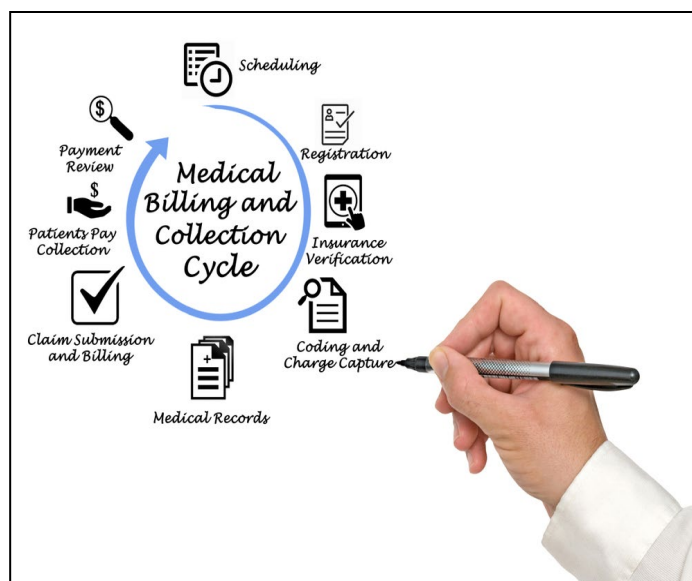 Scheduling
Registration
Insurance
Verification
Coding and
Charge Capture
Medical Records
Claim Submission
and Billing
Patients Pay
Collection
Payment
Review
Medical
Billing and
Collection
Cycle